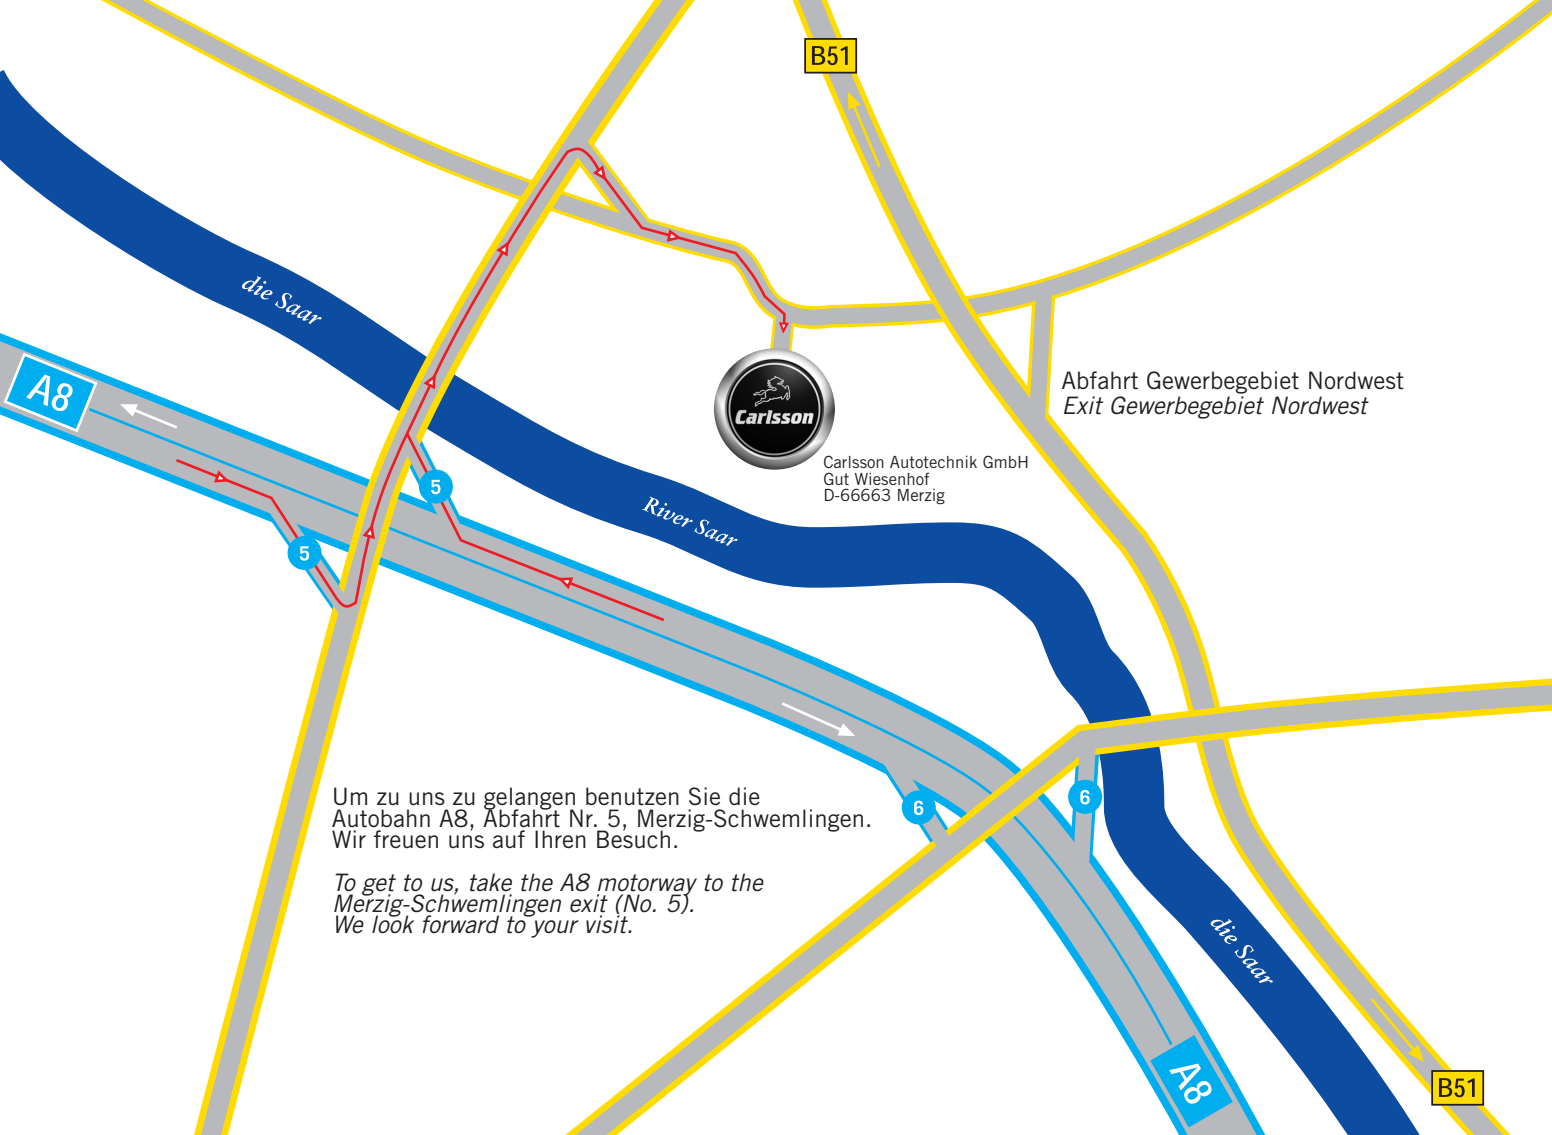 B51
die Saar
A8
Abfahrt Gewerbegebiet Nordwest
Exit Gewerbegebiet Nordwest
Carlsson
Carlsson Autotechnik GmbH
Gut Wiesenhof
D-66663 Merzig
5
River Saar
5
Um zu uns zu gelangen benutzen Sie die
Autobahn A8, Abfahrt Nr. 5, Merzig-Schwemlingen.
Wir freuen uns auf Ihren Besuch.
To get to us, take the A8 motorway to the
Merzig-Schwemlingen exit (No. 5).
We look forward to your visit.
6
6
die Saar
A8
B51